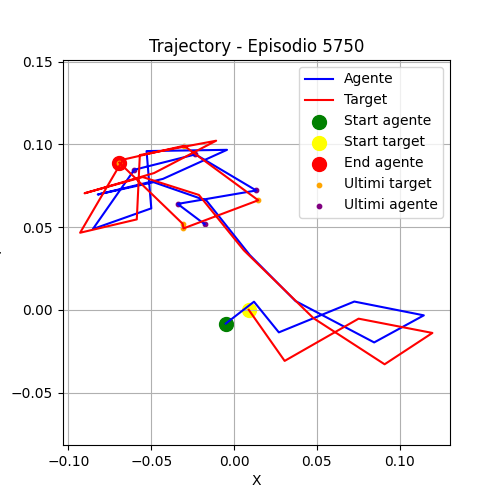 Trajectory - Episodio 5750
0.15
0.10
0.05
0.00
−0.05
−0.10
−0.05
0.00
0.05
0.10
X
Agente
Target
Start agente
Start target
End agente
Ultimi target
Ultimi agente